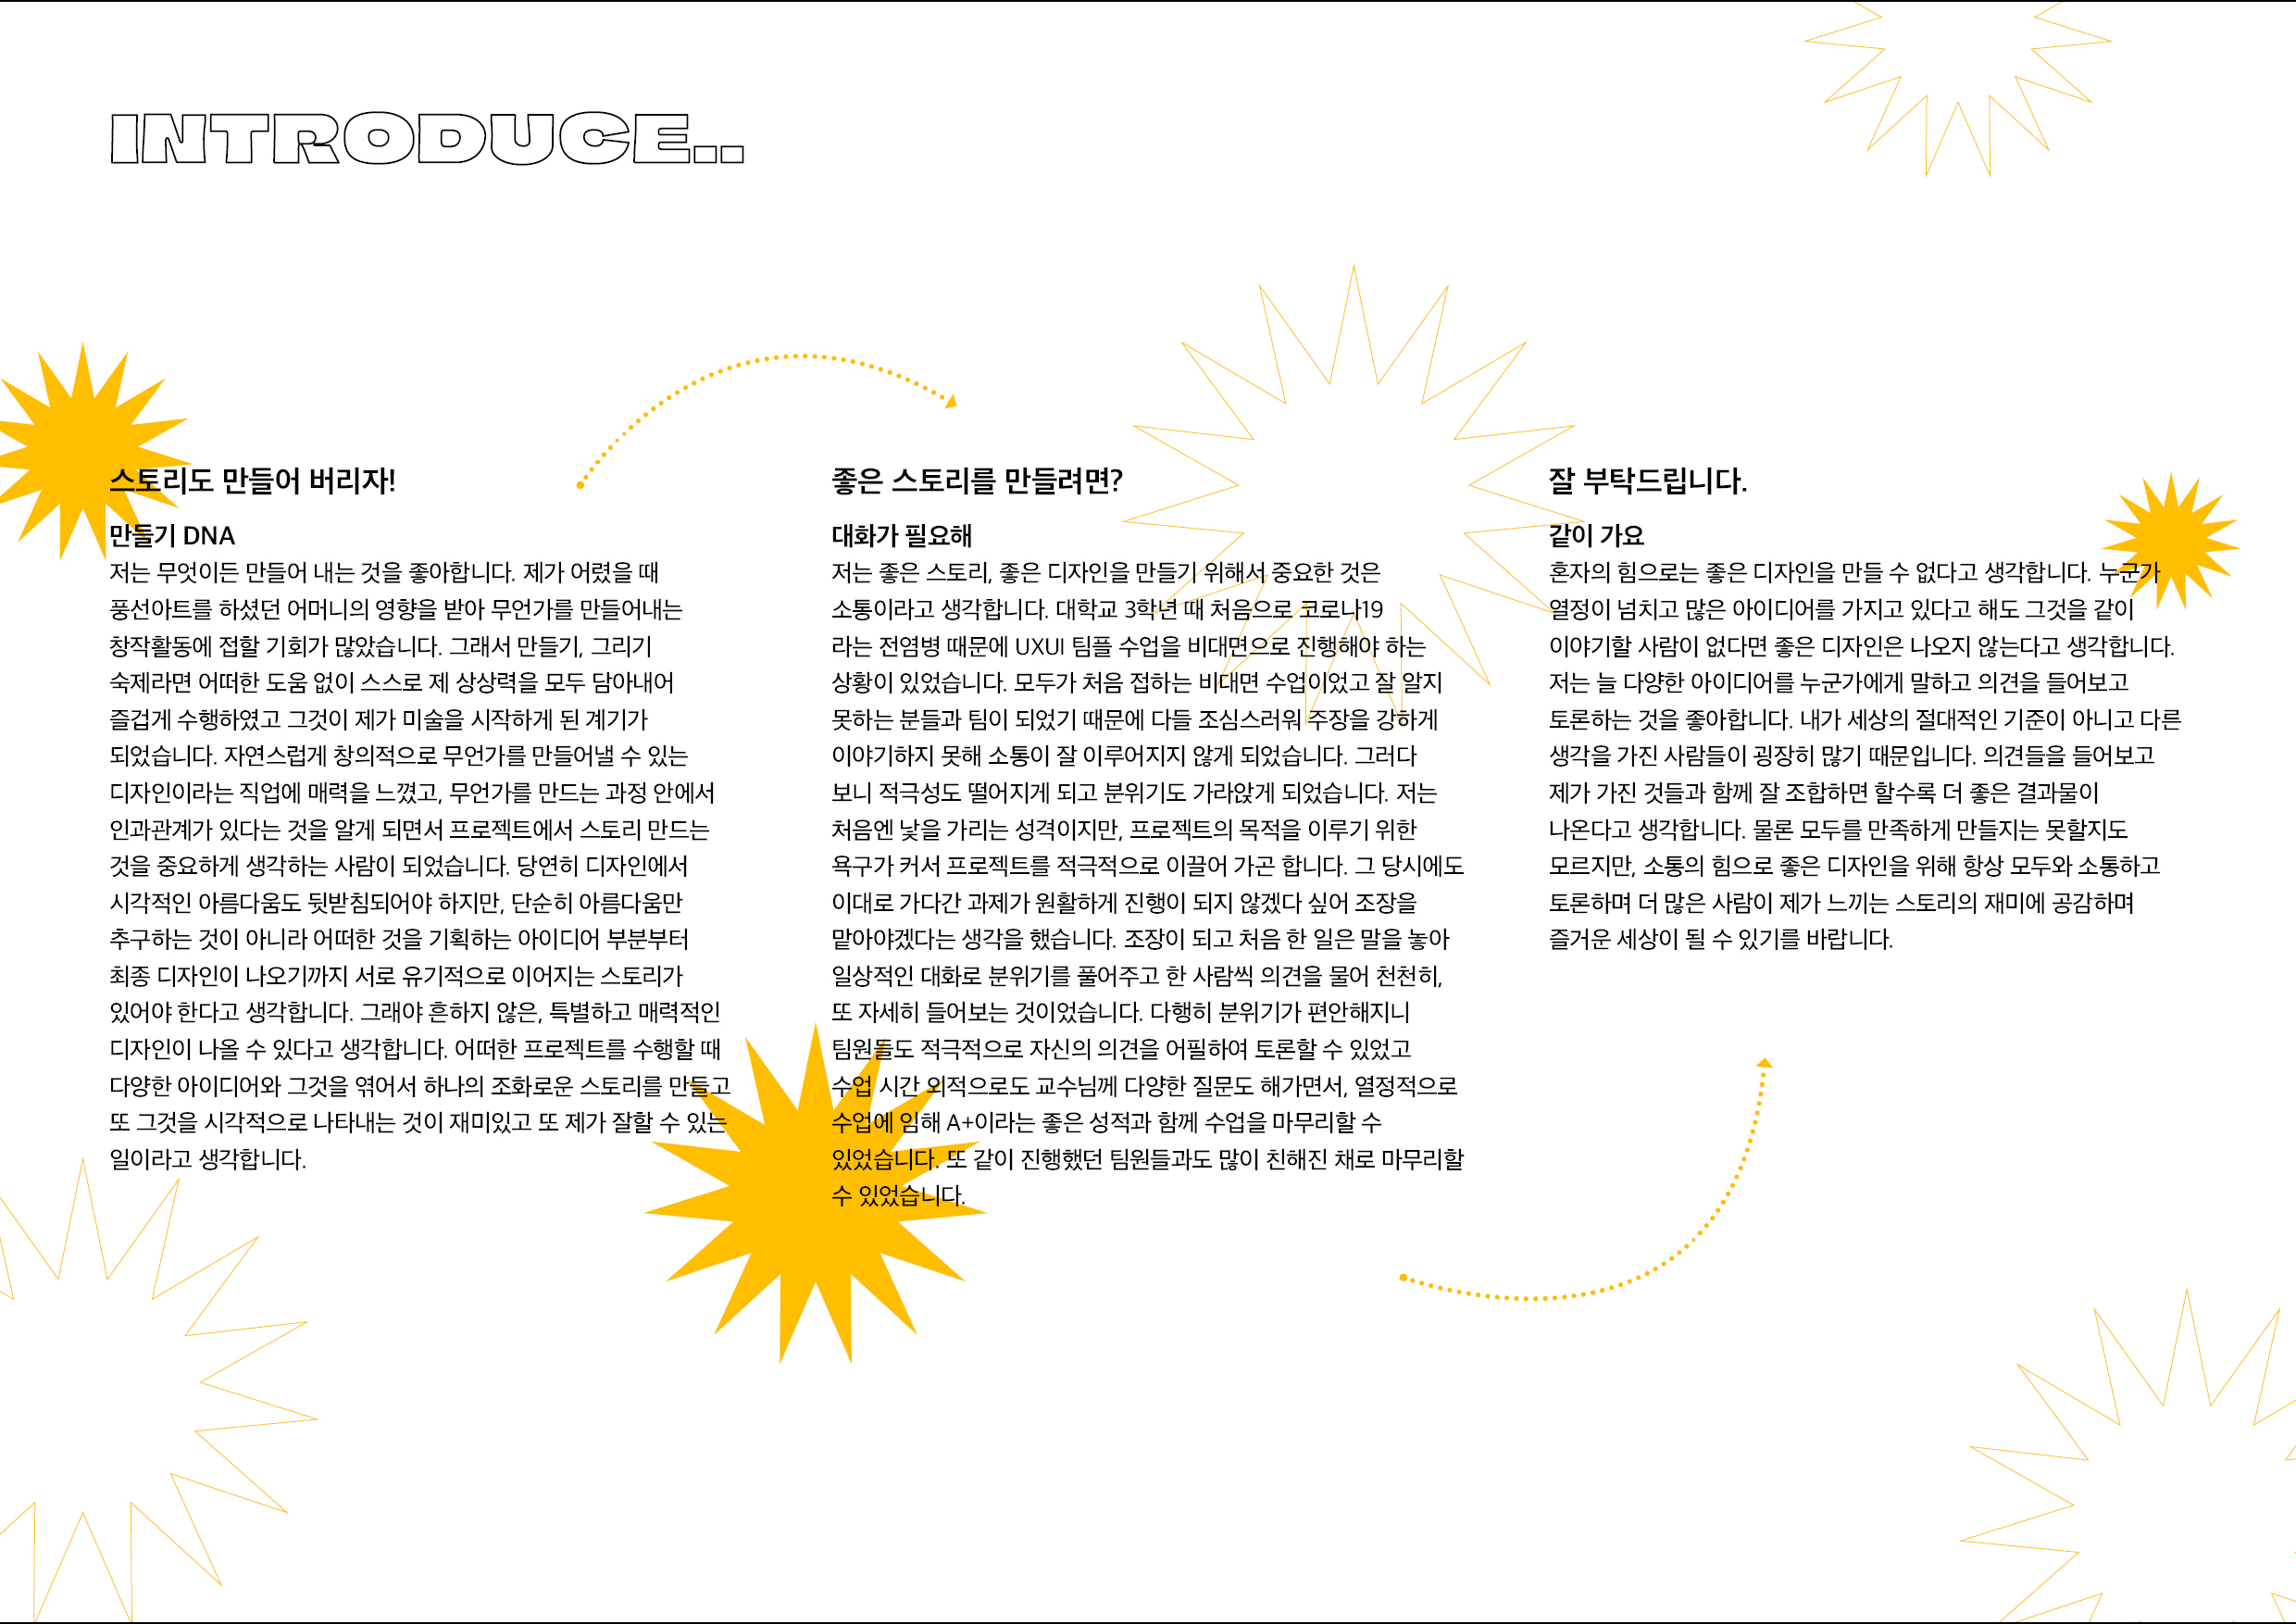 INTRODUCE..
스토리도 만들어 버리자!
만들기 DNA
저는 무엇이든 만들어 내는 것을 좋아합니다. 제가 어렸을 때
풍선아트를 하셨던 어머니의 영향을 받아 무언가를 만들어내는
창작활동에 접할 기회가 많았습니다. 그래서 만들기, 그리기
숙제라면 어떠한 도움 없이 스스로 제 상상력을 모두 담아내어
즐겁게 수행하였고 그것이 제가 미술을 시작하게 된 계기가
되었습니다. 자연스럽게 창의적으로 무언가를 만들어낼 수 있는
디자인이라는 직업에 매력을 느꼈고, 무언가를 만드는 과정 안에서
인과관계가 있다는 것을 알게 되면서 프로젝트에서 스토리 만드는
것을 중요하게 생각하는 사람이 되었습니다. 당연히 디자인에서
시각적인 아름다움도 뒷받침되어야 하지만, 단순히 아름다움만
추구하는 것이 아니라 어떠한 것을 기획하는 아이디어 부분부터
최종 디자인이 나오기까지 서로 유기적으로 이어지는 스토리가
있어야 한다고 생각합니다. 그래야 흔하지 않은, 특별하고 매력적인
디자인이 나올 수 있다고 생각합니다. 어떠한 프로젝트를 수행할 때
다양한 아이디어와 그것을 엮어서 하나의 조화로운 스토리를 만들고
또 그것을 시각적으로 나타내는 것이 재미있고 또 제가 잘할 수 있는
일이라고 생각합니다.
좋은 스토리를 만들려면?
대화가 필요해
저는 좋은 스토리, 좋은 디자인을 만들기 위해서 중요한 것은
소통이라고 생각합니다. 대학교 3학년 때 처음으로 코로나19
라는 전염병 때문에 UXUI 팀플 수업을 비대면으로 진행해야 하는
상황이 있었습니다. 모두가 처음 접하는 비대면 수업이었고 잘 알지
못하는 분들과 팀이 되었기 때문에 다들 조심스러워 주장을 강하게
이야기하지 못해 소통이 잘 이루어지지 않게 되었습니다. 그러다
보니 적극성도 떨어지게 되고 분위기도 가라앉게 되었습니다. 저는
처음엔 낯을 가리는 성격이지만, 프로젝트의 목적을 이루기 위한
욕구가 커서 프로젝트를 적극적으로 이끌어 가곤 합니다. 그 당시에도
이대로 가다간 과제가 원활하게 진행이 되지 않겠다 싶어 조장을
맡아야겠다는 생각을 했습니다. 조장이 되고 처음 한 일은 말을 놓아
일상적인 대화로 분위기를 풀어주고 한 사람씩 의견을 물어 천천히,
또 자세히 들어보는 것이었습니다. 다행히 분위기가 편안해지니
팀원들도 적극적으로 자신의 의견을 어필하여 토론할 수 있었고
수업 시간 외적으로도 교수님께 다양한 질문도 해가면서, 열정적으로
수업에 임해 A+이라는 좋은 성적과 함께 수업을 마무리할 수
있었습니다. 또 같이 진행했던 팀원들과도 많이 친해진 채로 마무리할
수 있었습니다.
잘 부탁드립니다.
같이 가요
혼자의 힘으로는 좋은 디자인을 만들 수 없다고 생각합니다. 누군가
열정이 넘치고 많은 아이디어를 가지고 있다고 해도 그것을 같이
이야기할 사람이 없다면 좋은 디자인은 나오지 않는다고 생각합니다.
저는 늘 다양한 아이디어를 누군가에게 말하고 의견을 들어보고
토론하는 것을 좋아합니다. 내가 세상의 절대적인 기준이 아니고 다른
생각을 가진 사람들이 굉장히 많기 때문입니다. 의견들을 들어보고
제가 가진 것들과 함께 잘 조합하면 할수록 더 좋은 결과물이
나온다고 생각합니다. 물론 모두를 만족하게 만들지는 못할지도
모르지만, 소통의 힘으로 좋은 디자인을 위해 항상 모두와 소통하고
토론하며 더 많은 사람이 제가 느끼는 스토리의 재미에 공감하며
즐거운 세상이 될 수 있기를 바랍니다.